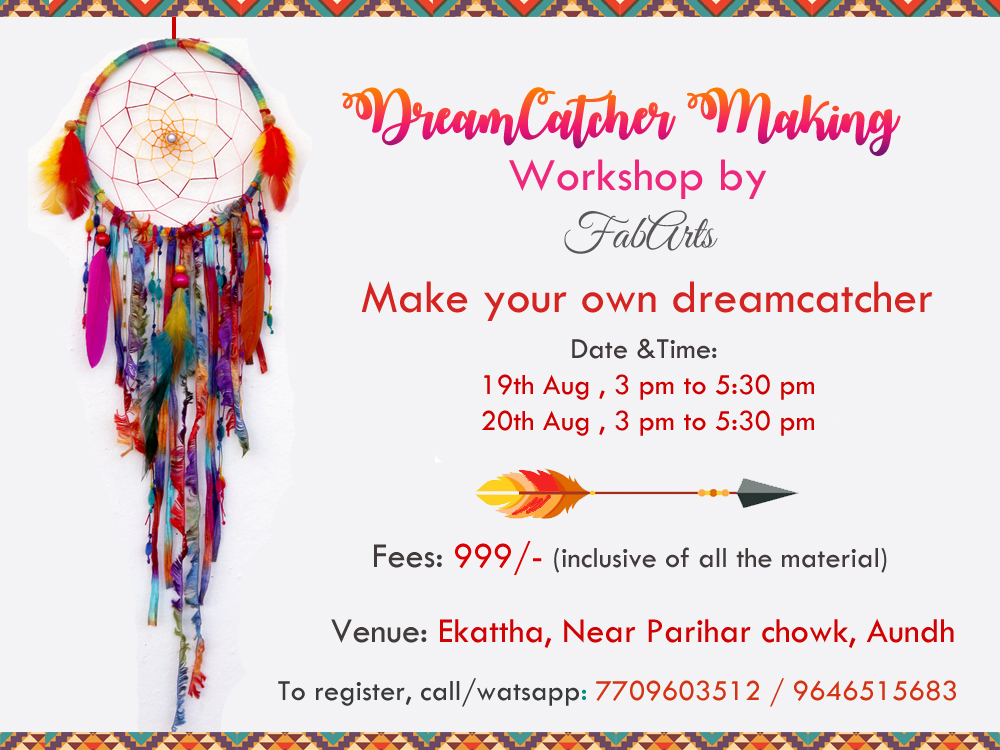 DreamCatcher Making
Workshop by
FabArts
Make your own dreamcatcher
Date &Time:
19th Aug , 3 pm to 5:30 pm
20th Aug , 3 pm to 5:30 pm
Fees: 999/- (inclusive of all the material)
Venue: Ekattha, Near Parihar chowk, Aundh
To register, call/watsapp: 7709603512 / 9646515683